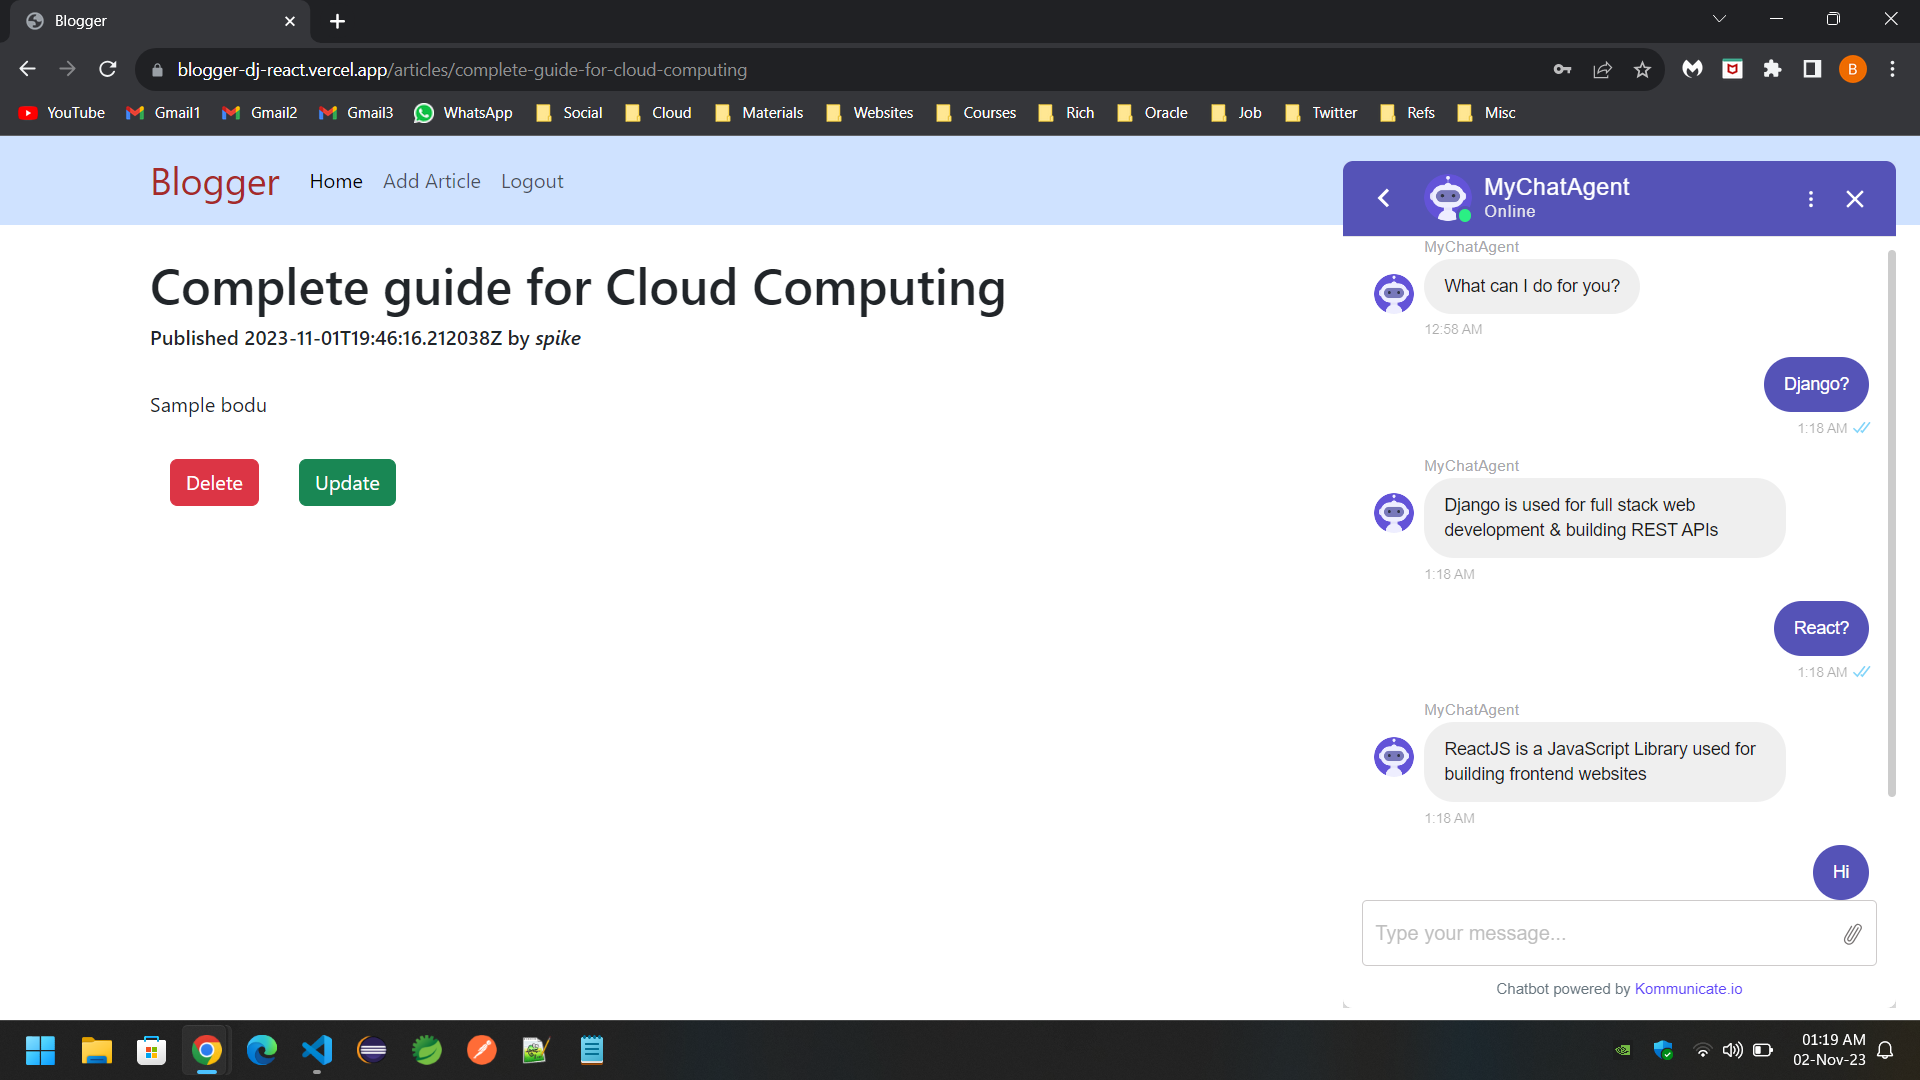 Blogger
blogger-dj-react.vercel.app/articles/complete-guide-for-cloud-computing
B
YouTube Gmail1 Gmail2 Gmail3 WhatsApp Social Cloud Materials Websites Courses Rich Oracle Job Twitter Refs Misc
Blogger Home Add Article Logout
Complete guide for Cloud Computing
Published 2023-11-01T19:46:16.212038Z by spike
Sample bodu
Delete Update
MyChatAgent
Online
MyChatAgent
What can I do for you?
12:58 AM
Django?
1:18 AM
MyChatAgent
Django is used for full stack web
development & building REST APIs
1:18 AM
React?
1:18 AM
MyChatAgent
ReactJS is a JavaScript Library used for
building frontend websites
1:18 AM
Hi
Type your message...
Chatbot powered by Kommunicate.io
01:19 AM
02-Nov-23